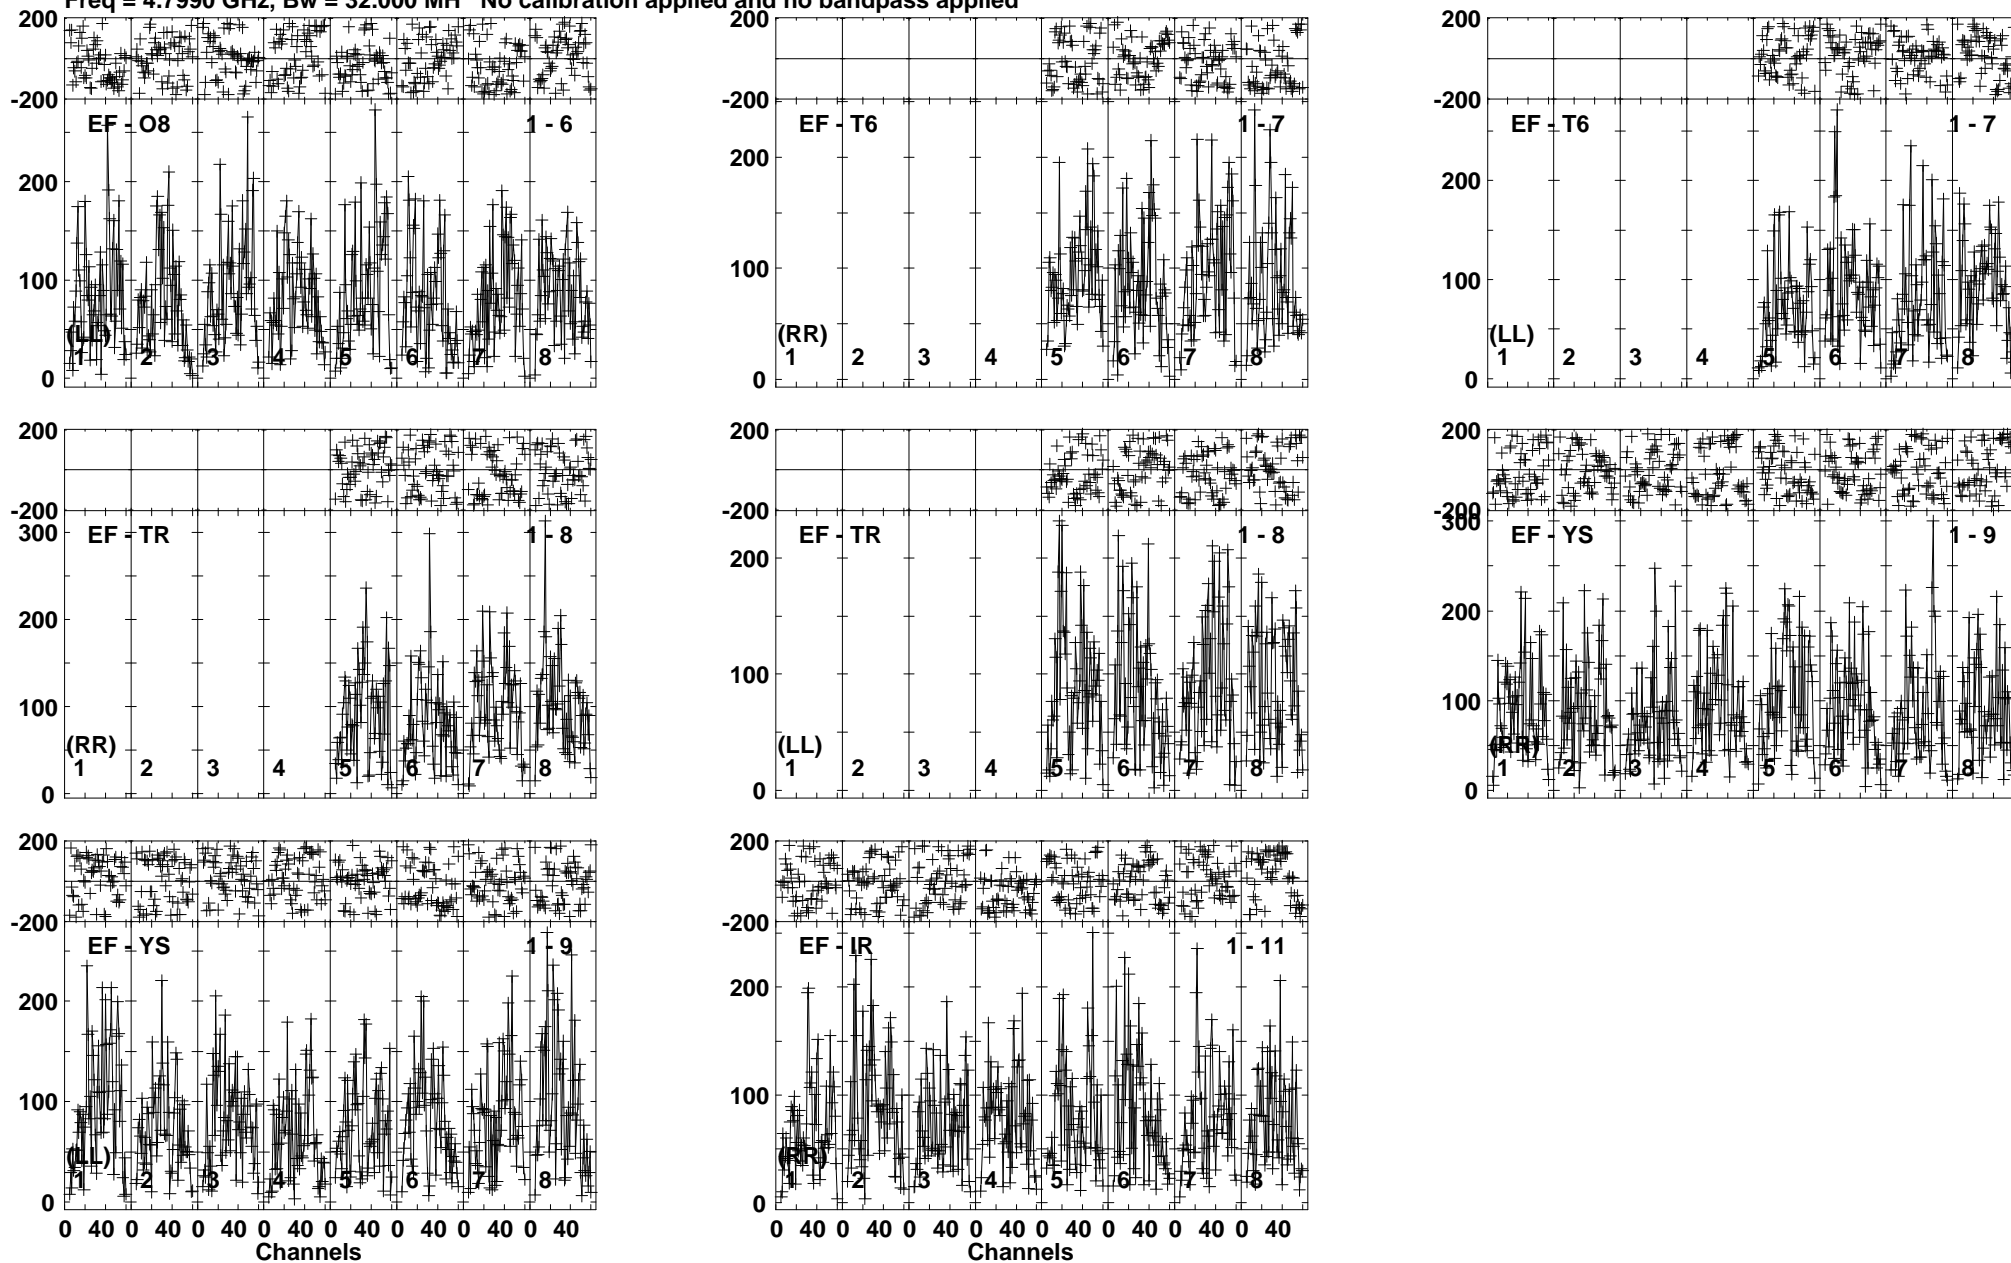 Freq = 4.7990 GHz, Bw = 32.000 MH No calibration applied and no bandpass applied
200 200 200
-200 -200 -200
EF - O8 1 - 6 EF - T6 1 - 7 EF - T6 1 - 7
200 200 200
100 100 100
(LL) (RR) (LL)
1 2 3 4 5 6 7 8 1 2 3 4 5 6 7 8 1 2 3 4 5 6 7 8
0 0 0
200 200 200
-200 -200 -200
300 300
EF - TR 1 - 8 EF - TR 1 - 8 EF - YS 1 - 9
200 200 200
100 100 100
(RR) (LL) (RR)
1 2 3 4 5 6 7 8 1 2 3 4 5 6 7 8 1 2 3 4 5 6 7 8
0 0 0
200 200
-200 -200
EF - YS 1 - 9 EF - IR 1 - 11
200 200
100 100
(LL) (RR)
1 2 3 4 5 6 7 8 1 2 3 4 5 6 7 8
0 0
0 40 0 40 0 40 0 40 0 40 0 40 0 40 0 40 0 40 0 40 0 40 0 40 0 40 0 40 0 40 0 40
Channels Channels